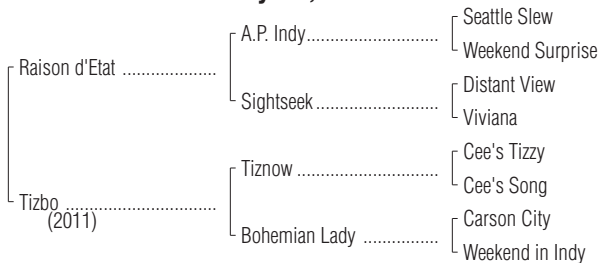 Seattle Slew
A.P. Indy..............................
Weekend Surprise
Raison d'Etat .....................
Distant View
Sightseek...........................
Viviana
Cee's Tizzy
Tiznow ...............................
Cee's Song
Tizbo .................................
(2011)
Carson City
Bohemian Lady .................
Weekend in Indy